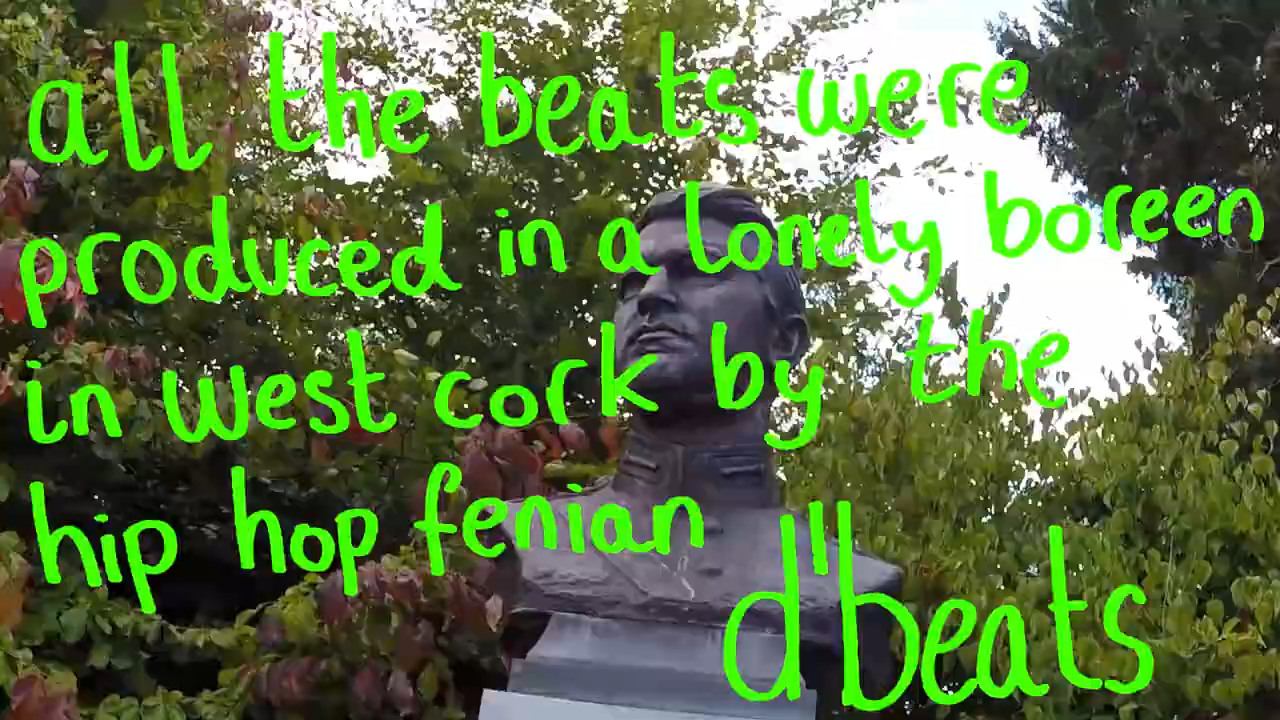 all the beats were
produced in a lonely boreen
in west cork by the
hip hop fenian
d"beats